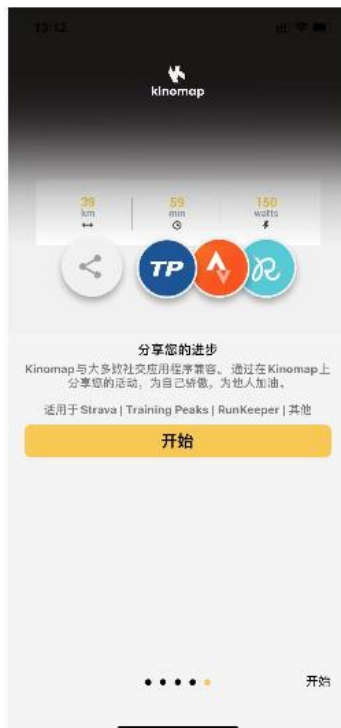 13:12
kinomap
39 59 150
km min watts
TP
分享您的进步
Kinomap与大多数社交应用程序兼容。 通过在Kinomap上
分享您的活动，为自己骄傲，为他人加油。
适用于 Strava | Training Peaks | RunKeeper | 其他
开始
开始